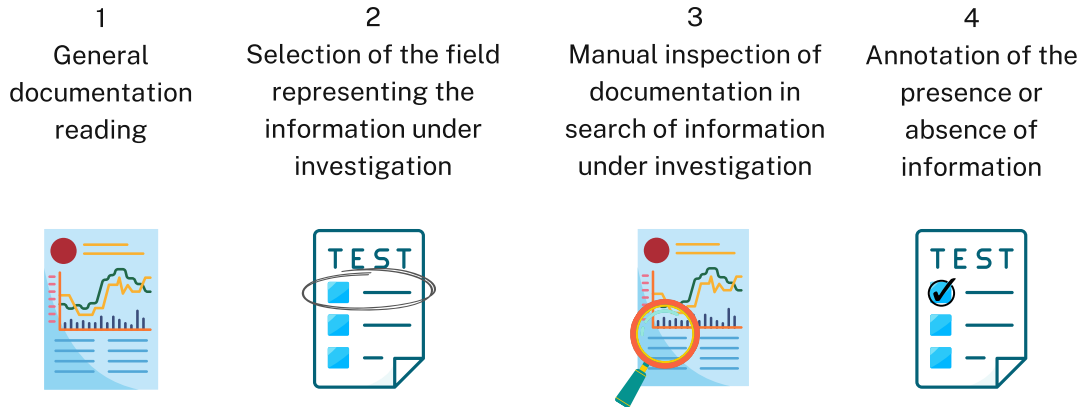 1
General
documentation
reading
2
Selection of the field
representing the
information under
investigation
3
Manual inspection of
documentation in
search of information
under investigation
4
Annotation of the
presence or
absence of
information
TEST
TEST